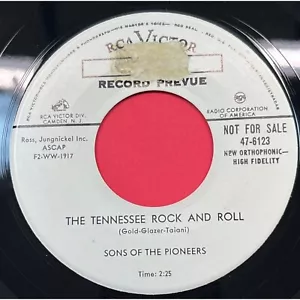 RCA VICTOR
RECORD PREVUE
RCA VICTOR DIV.
CAMDEN N. J.
RADIO CORPORATION
OF AMERICA
Ross, Jungnickel Inc.
ASCAP
F2-WW-1917
NOT FOR SALE
47-6123
NEW ORTHOPHONIC—
HIGH FIDELITY
THE TENNESSEE ROCK AND ROLL
(Gold-Glazer-Taiani)
SONS OF THE PIONEERS
Time: 2:25